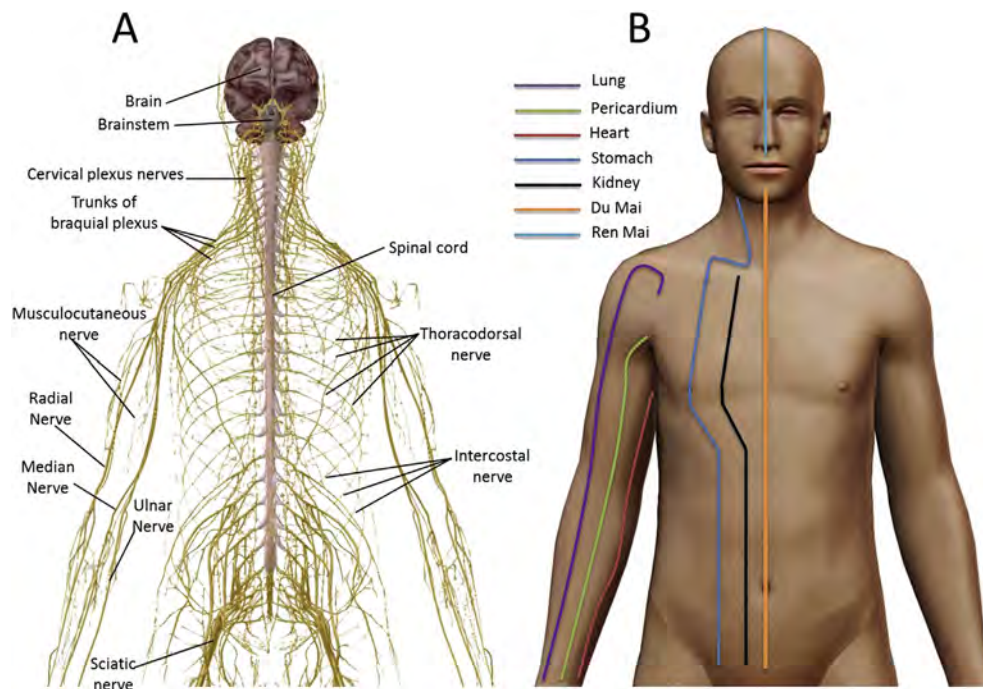 A
Brain
Brainstem
Cervical plexus nerves
Trunks of
braquial plexus
Spinal cord
Musculocutaneous
nerve
Thoracodorsal
nerve
Radial
Nerve
Median
Nerve
Ulnar
Nerve
Intercostal
nerve
Sciatic
nerve
B
Lung
Pericardium
Heart
Stomach
Kidney
Du Mai
Ren Mai